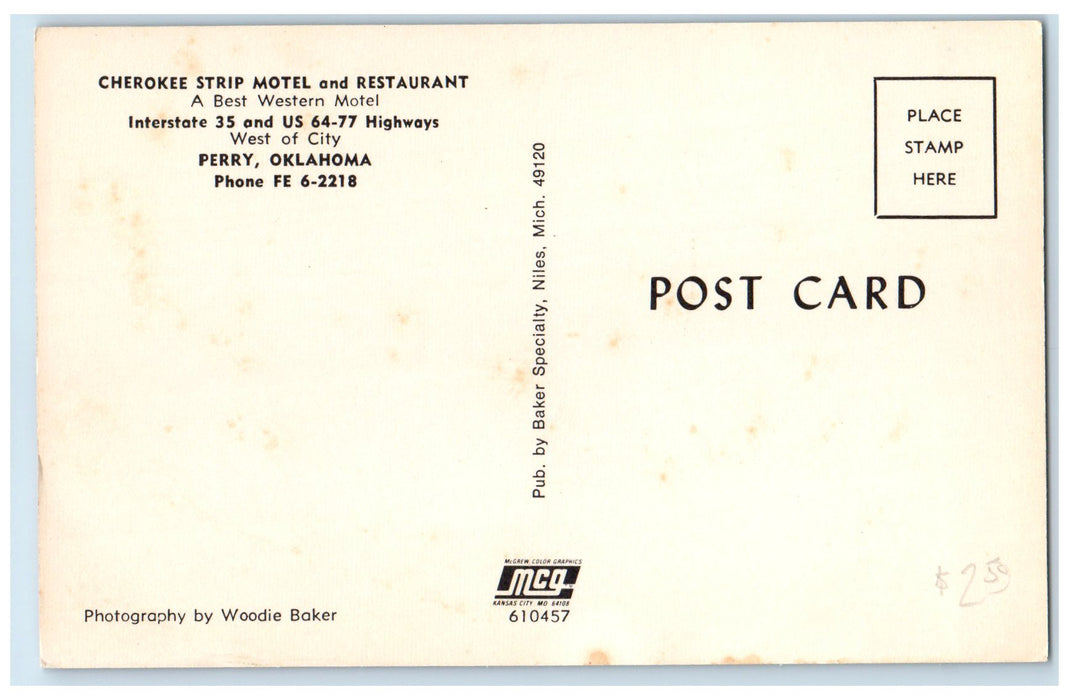 CHEROKEE STRIP MOTEL and RESTAURANT
A Best Western Motel
Interstate 35 and US 64-77 Highways
West of City
PERRY, OKLAHOMA
Phone FE 6-2218
Photography by Woodie Baker
Pub. by Baker Specialty, Niles, Mich. 49120
McGREW COLOR GRAPHICS
mcg
KANSAS CITY MO 64108
610457
PLACE
STAMP
HERE
POST CARD
$ 2 50